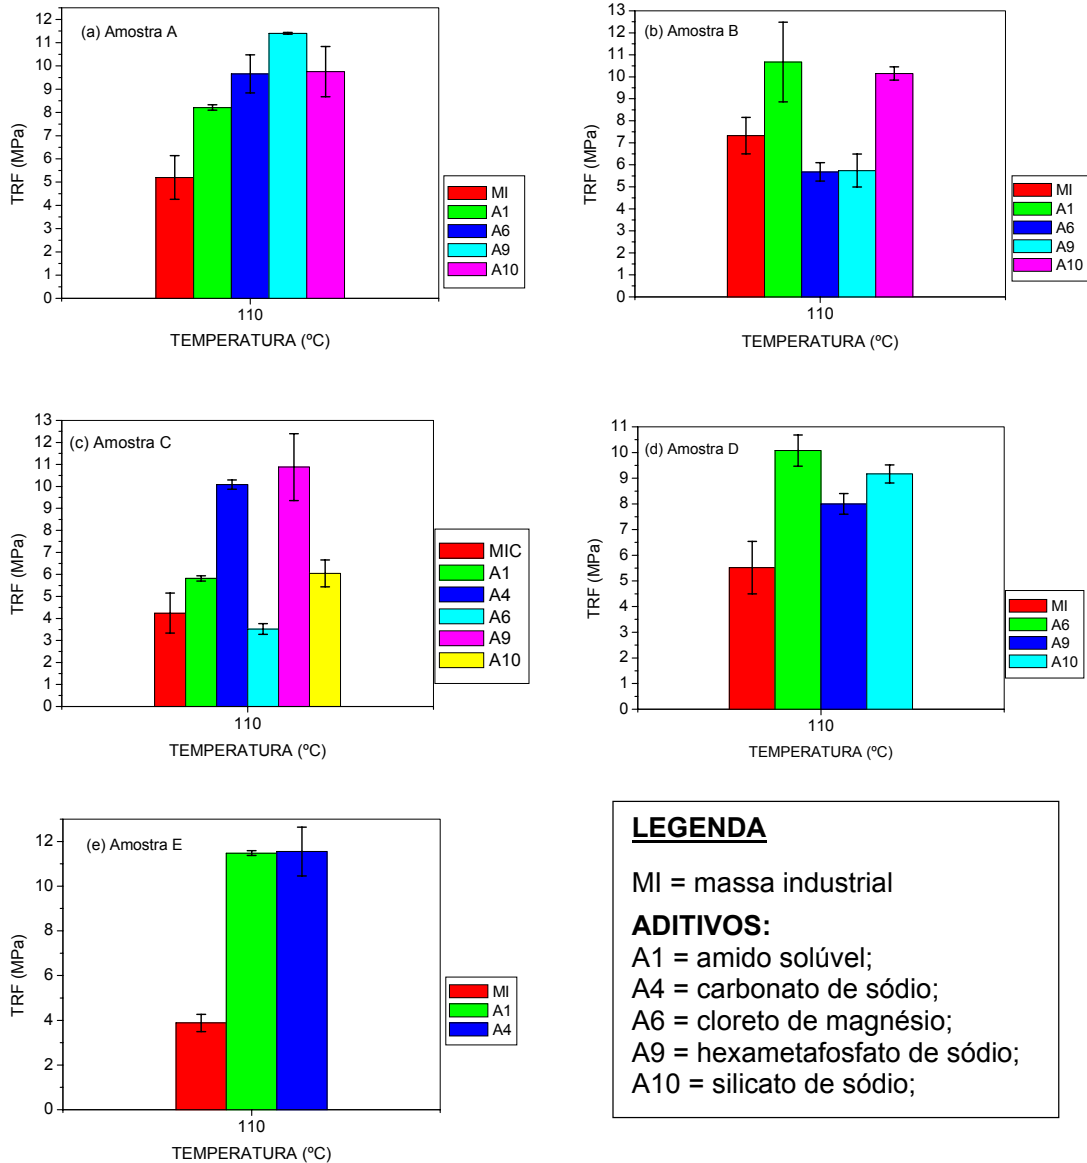 (a) Amostra A
TRF (MPa)
12
11
10
9
8
7
6
5
4
3
2
1
0
110
TEMPERATURA (ºC)
MI
A1
A6
A9
A10
(b) Amostra B
TRF (MPa)
13
12
11
10
9
8
7
6
5
4
3
2
1
0
110
TEMPERATURA (ºC)
MI
A1
A6
A9
A10
(c) Amostra C
TRF (MPa)
13
12
11
10
9
8
7
6
5
4
3
2
1
0
110
TEMPERATURA (ºC)
MIC
A1
A4
A6
A9
A10
(d) Amostra D
TRF (MPa)
11
10
9
8
7
6
5
4
3
2
1
0
110
TEMPERATURA (ºC)
MI
A6
A9
A10
(e) Amostra E
TRF (MPa)
12
10
8
6
4
2
0
110
TEMPERATURA (ºC)
MI
A1
A4
LEGENDA
MI = massa industrial
ADITIVOS:
A1 = amido solúvel;
A4 = carbonato de sódio;
A6 = cloreto de magnésio;
A9 = hexametafosfato de sódio;
A10 = silicato de sódio;